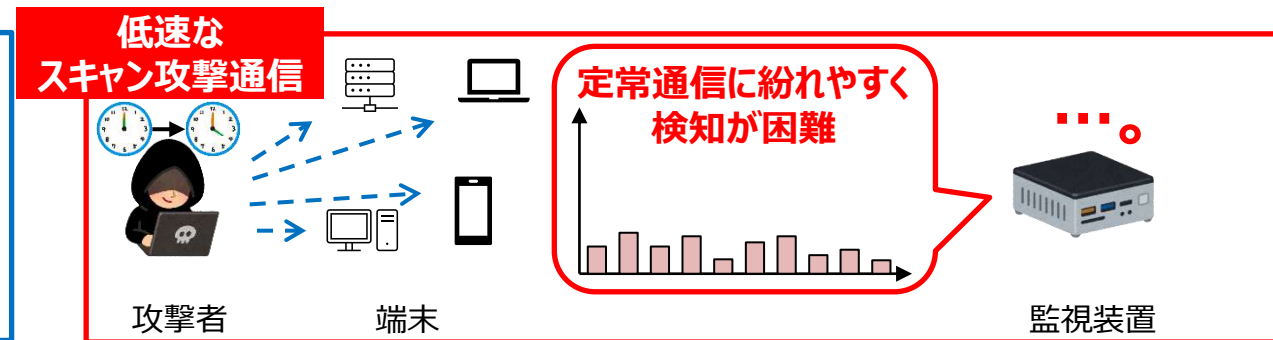 低速な
スキャン攻撃通信
定常通信に紛れやすく
検知が困難
攻撃者
端末
監視装置